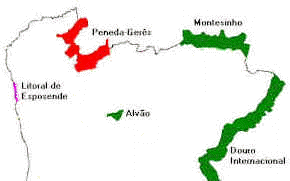 Montesinho
Peneda-Gerês
Litoral de
Esposende
Alvão
Douro
Internacional